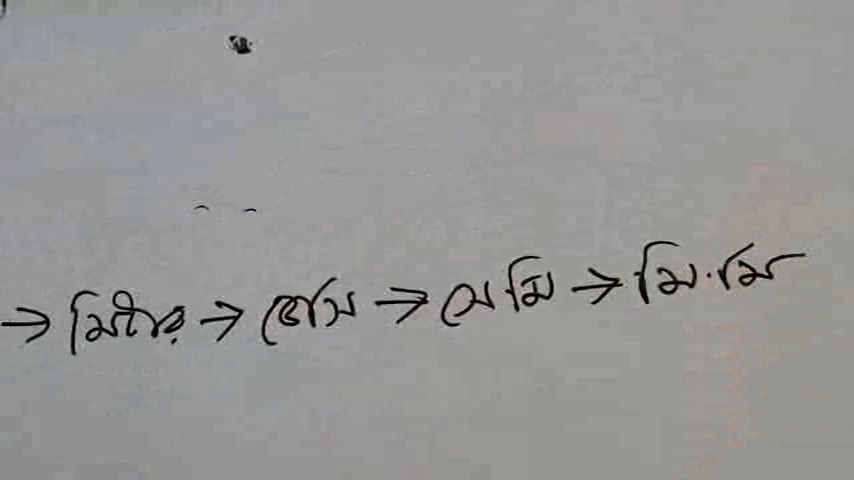 → মিটার → ডেসি → সেমি → মি.মি